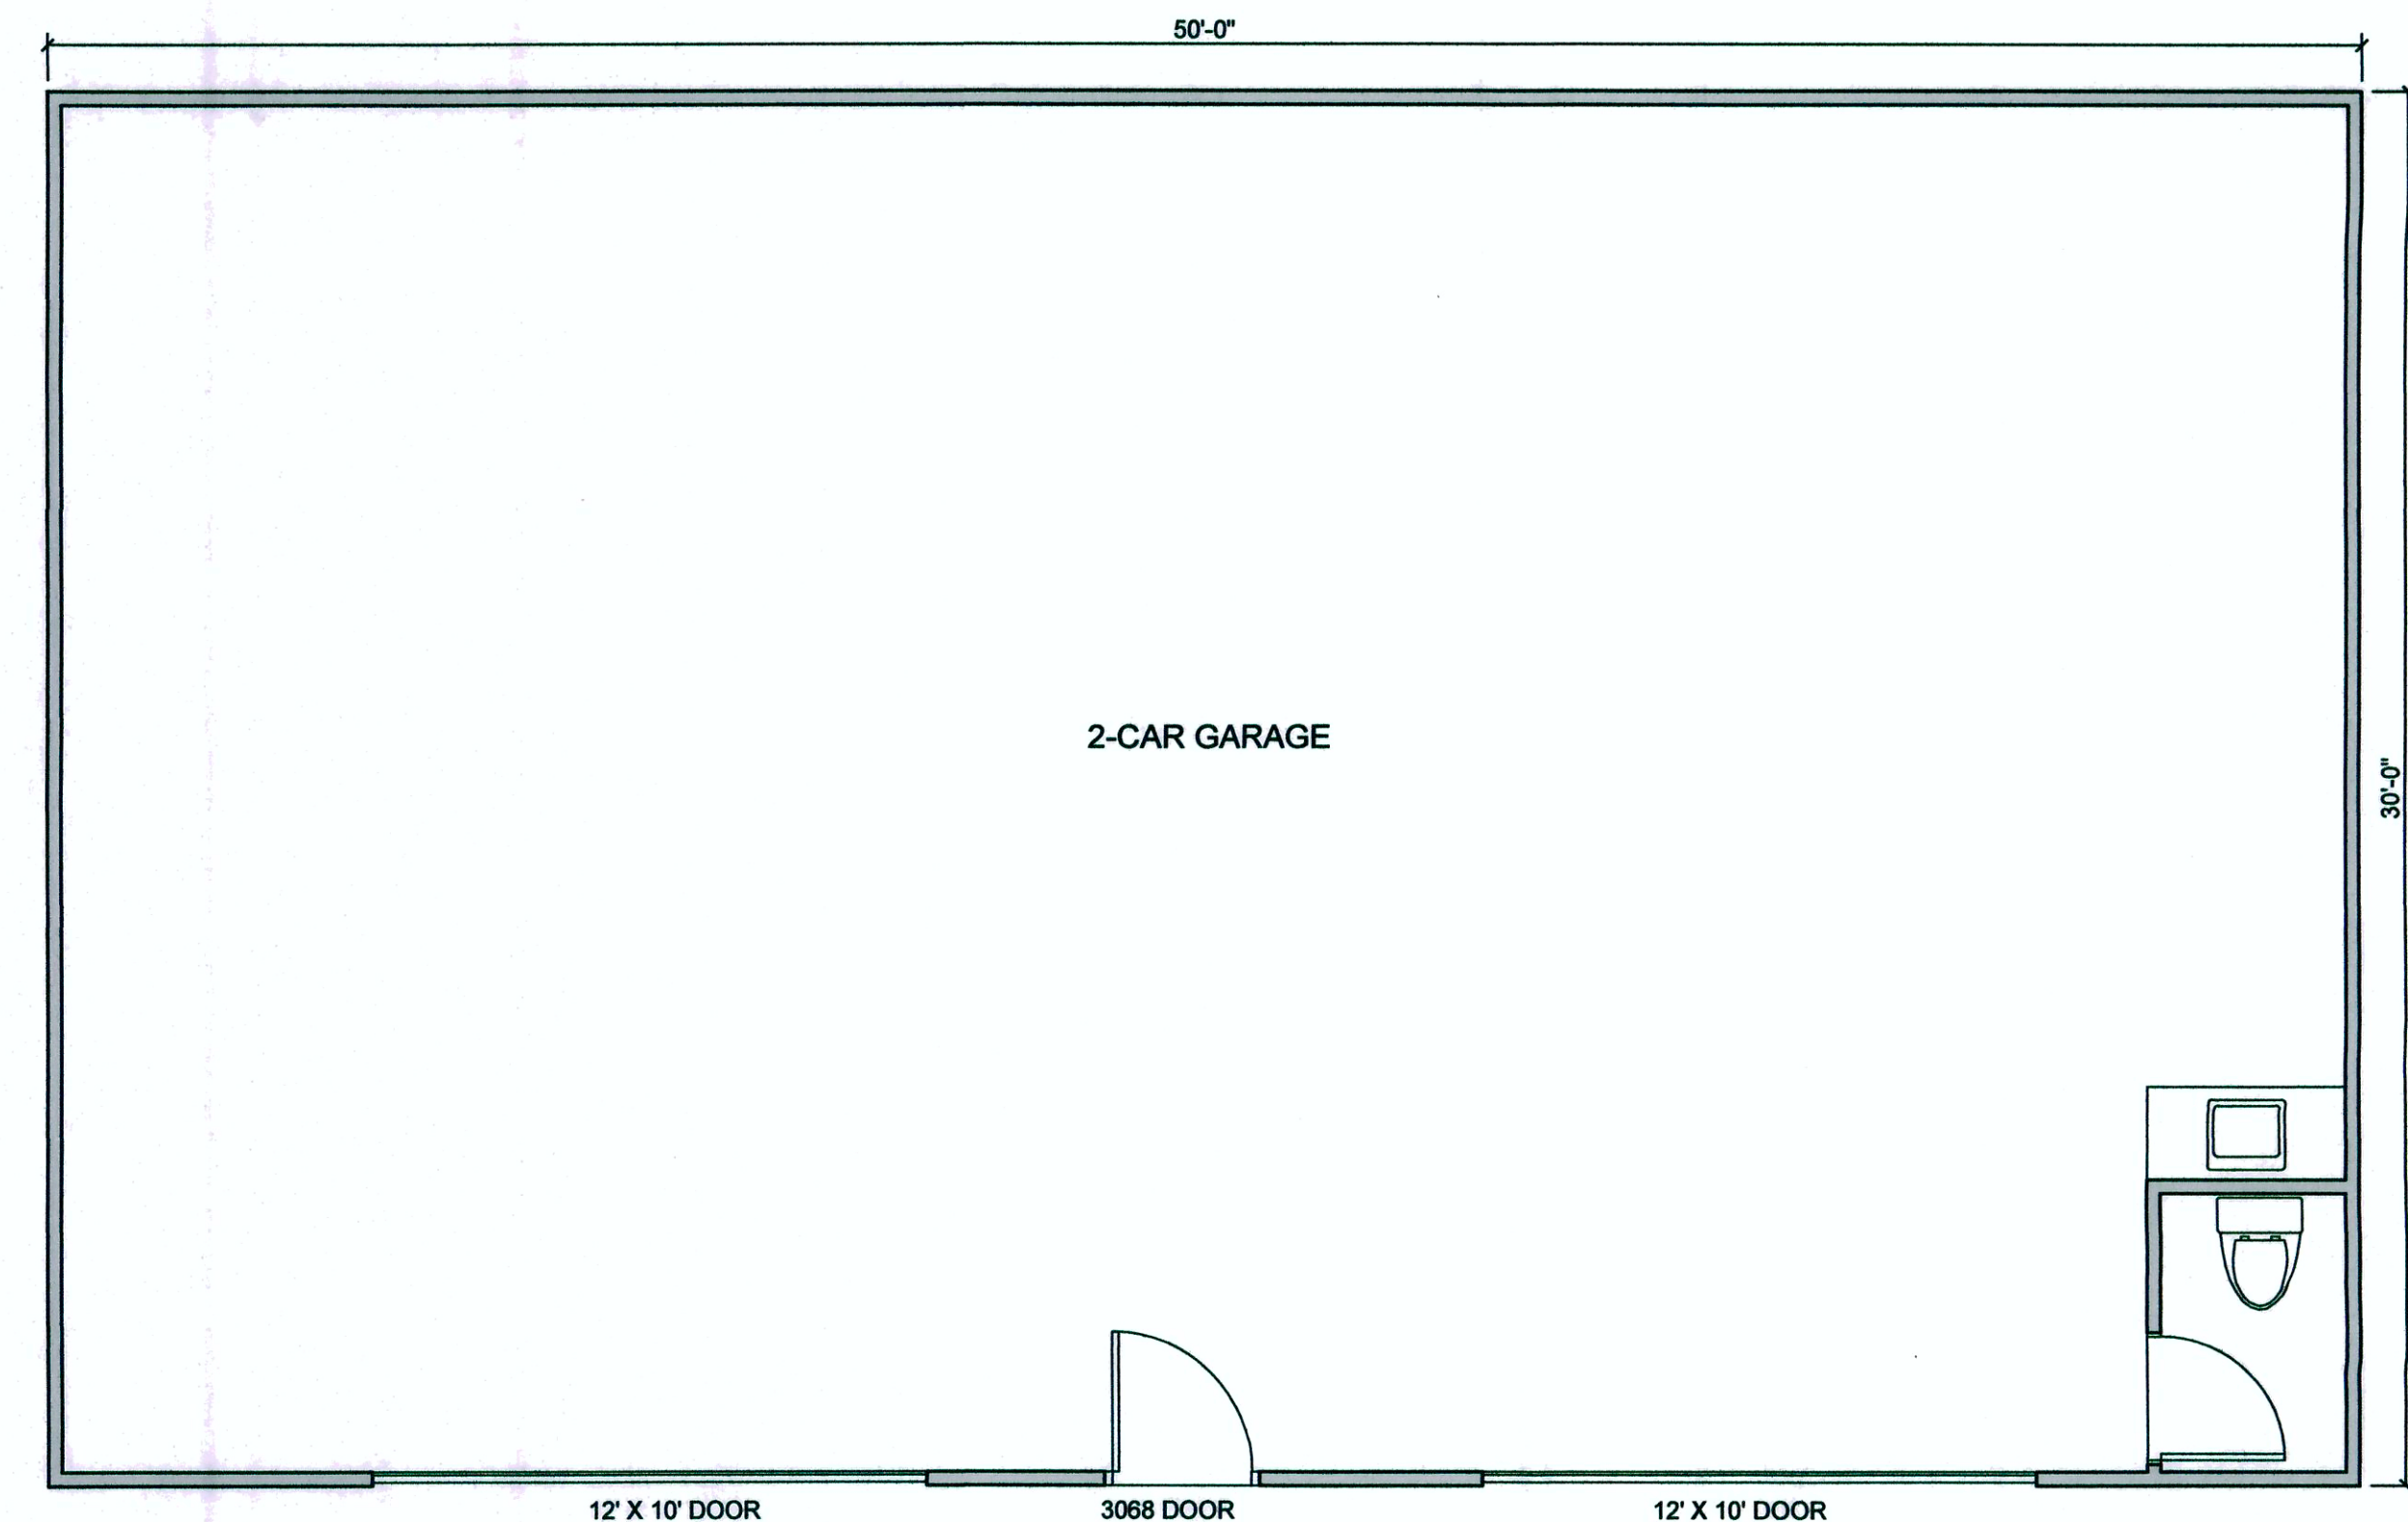 50'-0"
2-CAR GARAGE
30'-0"
12' X 10' DOOR
3068 DOOR
12' X 10' DOOR